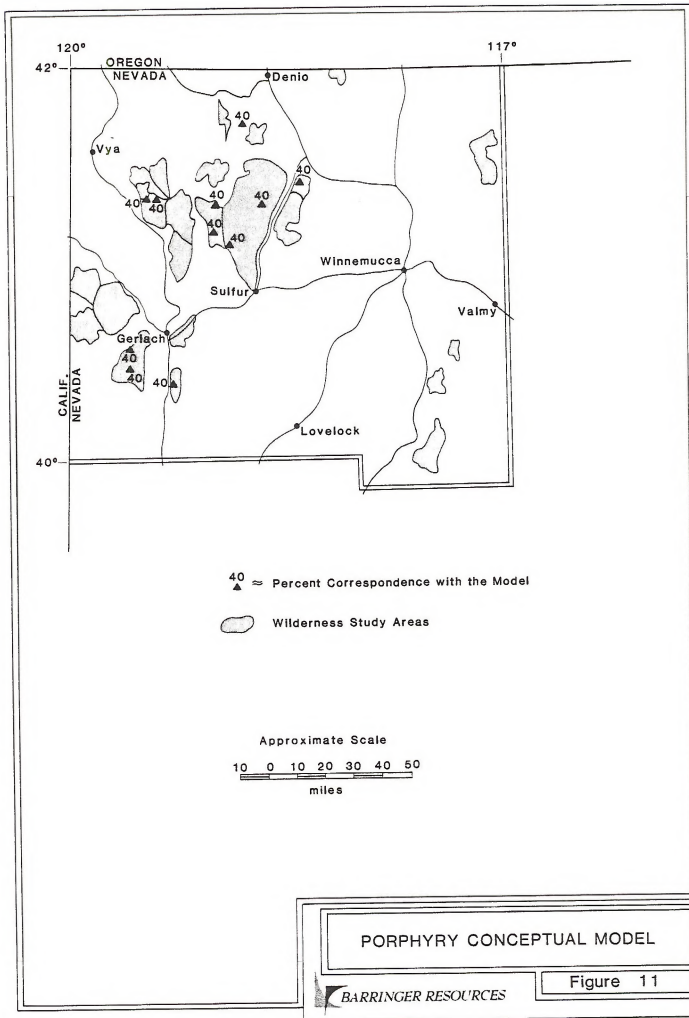 120°
117°
42°
OREGON
NEVADA
Denio
40
Vya
40
40
40
40
40
40
40
Winnemucca
Sulfur
Valmy
Gerlach
40
40
40
CALIF.
NEVADA
Lovelock
40°
40 ≈ Percent Correspondence with the Model
Wilderness Study Areas
Approximate Scale
10 0 10 20 30 40 50
miles
PORPHYRY CONCEPTUAL MODEL
Figure 11
BARRINGER RESOURCES